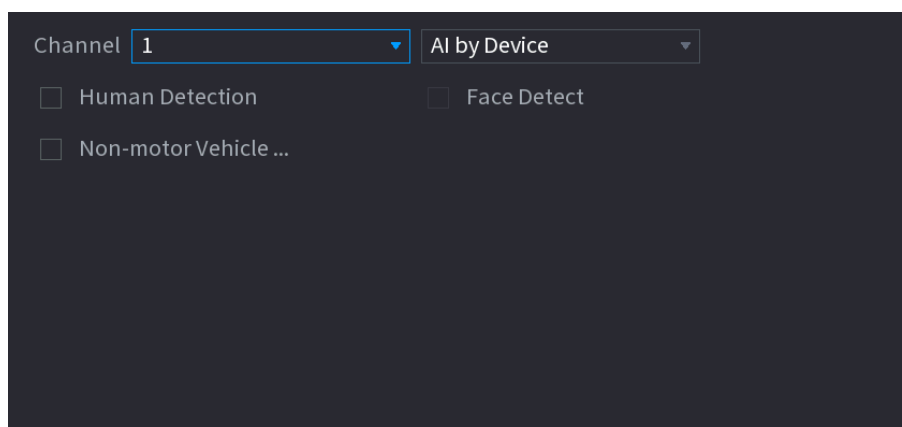 Channel 1 AI by Device
Human Detection Face Detect
Non-motor Vehicle ...